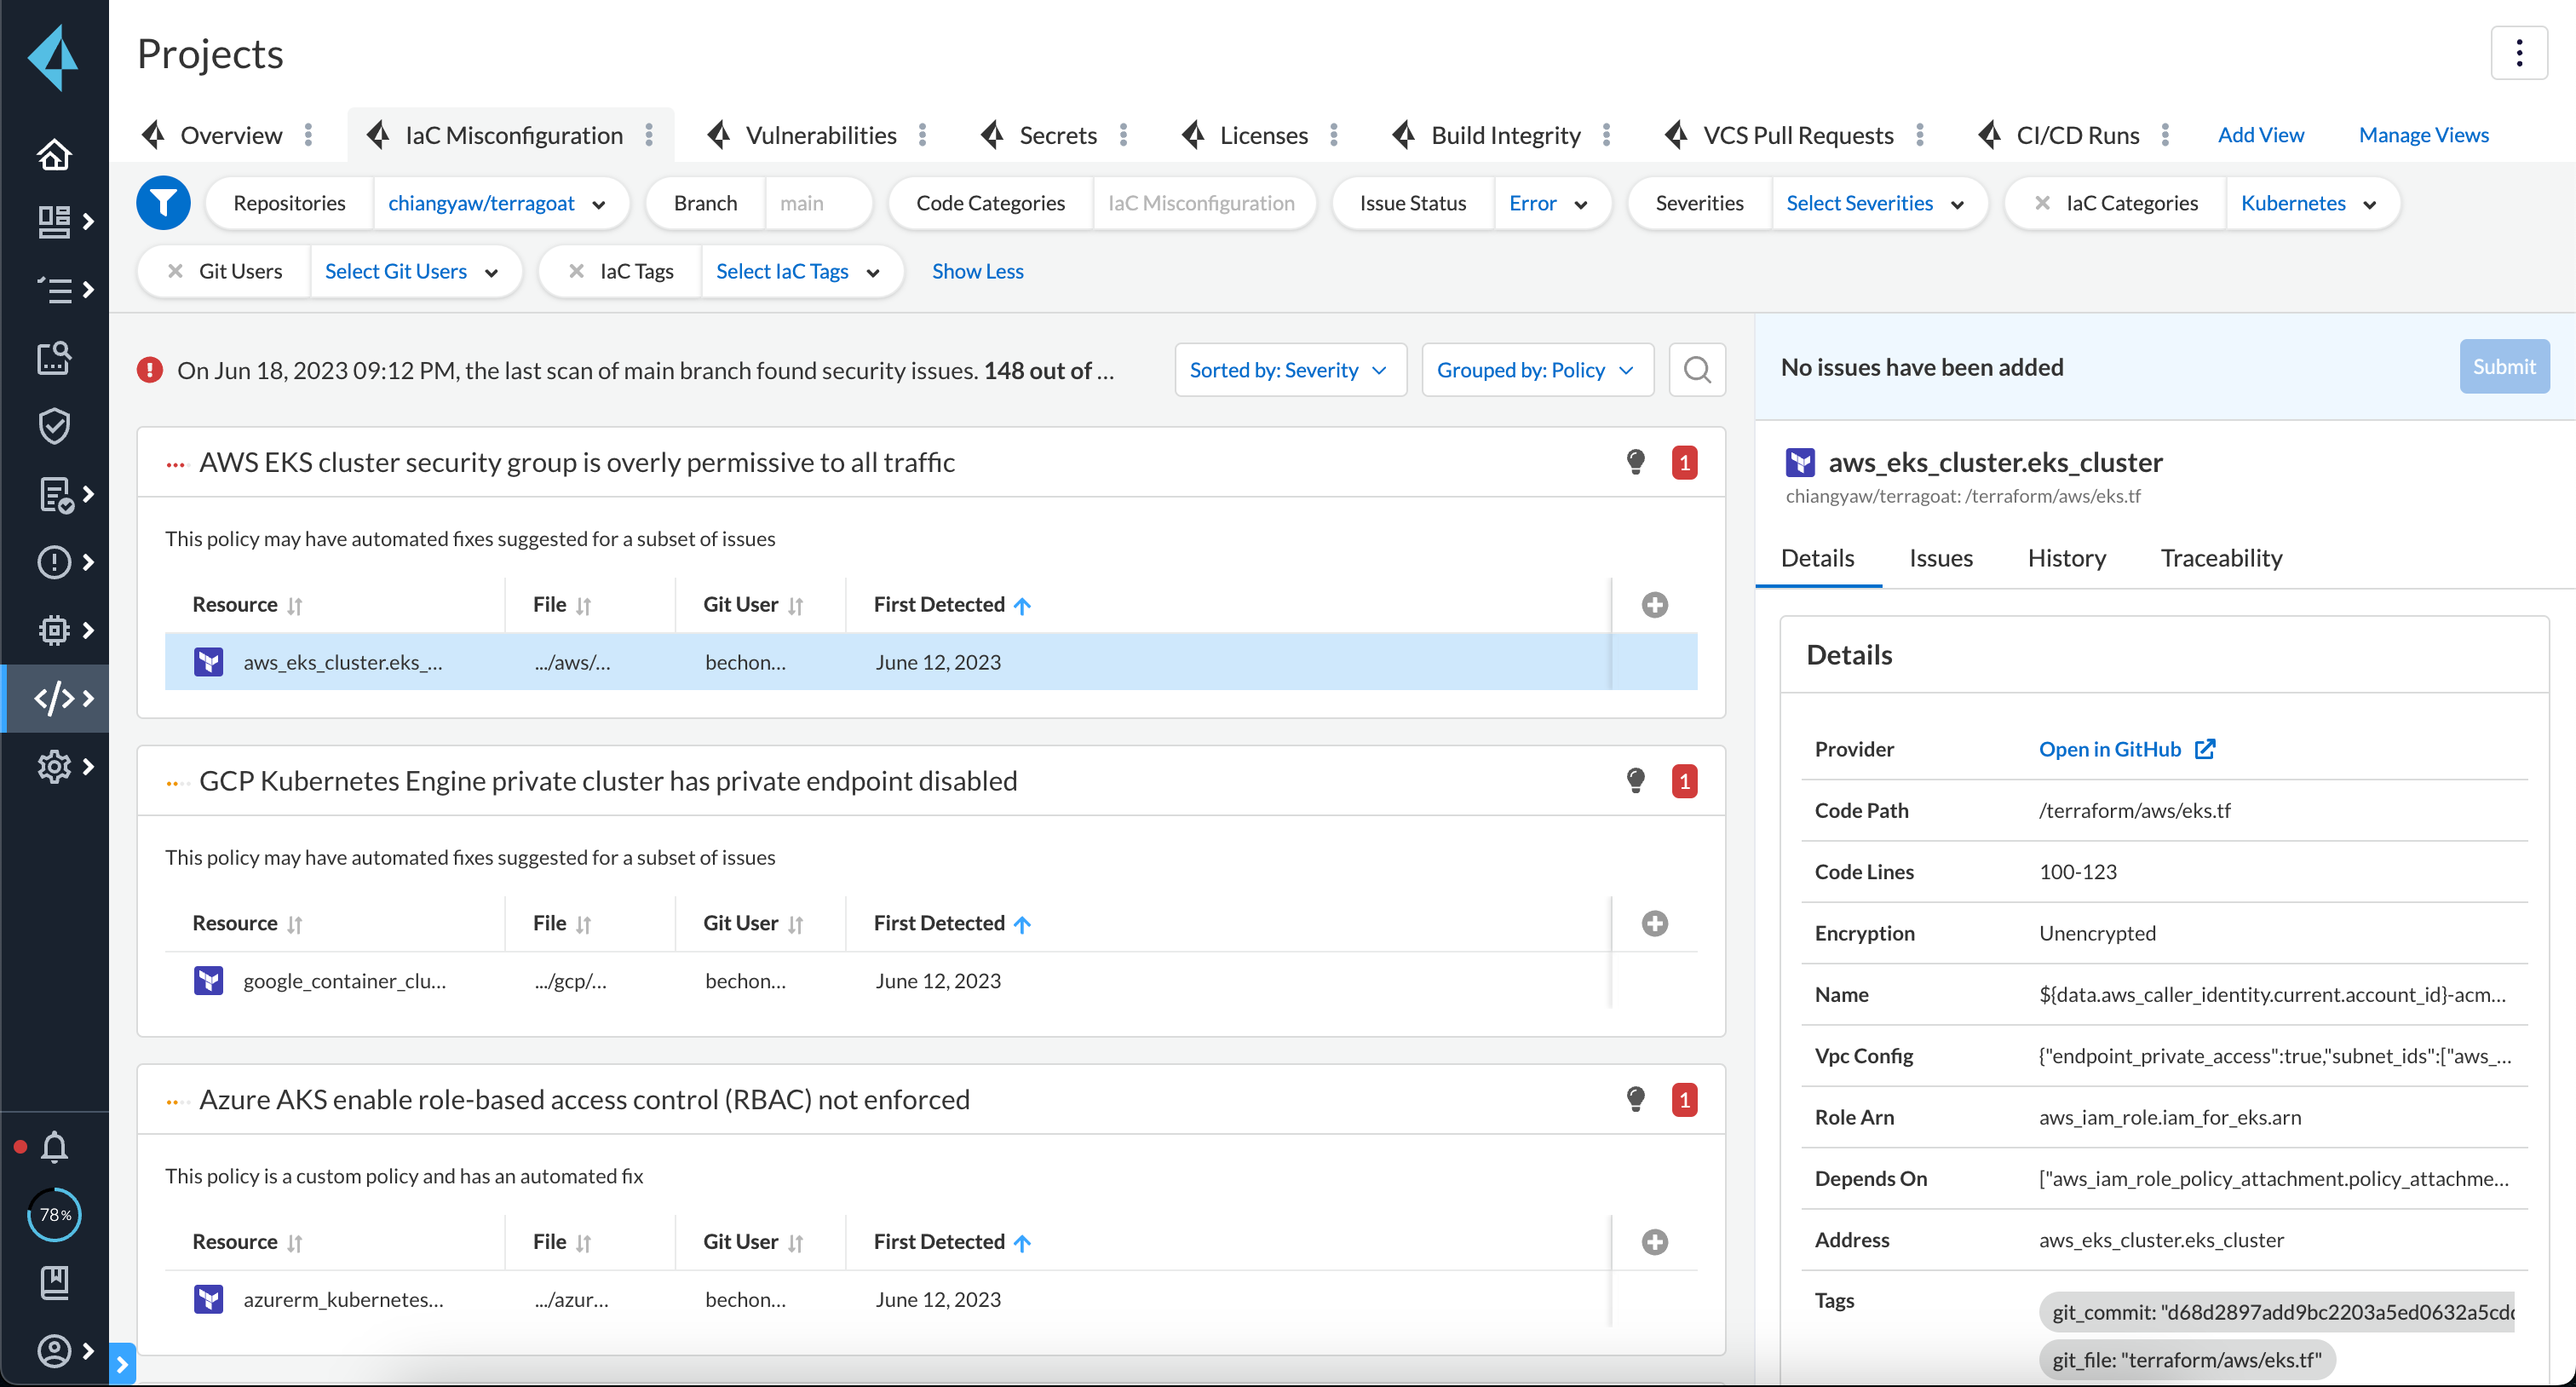 Projects
Overview
IaC Misconfiguration
Vulnerabilities
Secrets
Licenses
Build Integrity
VCS Pull Requests
CI/CD Runs
Add View
Manage Views
Repositories chiangyaw/terragoat
Branch main
Code Categories IaC Misconfiguration
Issue Status Error
Severities Select Severities
IaC Categories Kubernetes
Git Users Select Git Users
IaC Tags Select IaC Tags
Show Less
On Jun 18, 2023 09:12 PM, the last scan of main branch found security issues. 148 out of ...
Sorted by: Severity
Grouped by: Policy
AWS EKS cluster security group is overly permissive to all traffic
1
This policy may have automated fixes suggested for a subset of issues
Resource File Git User First Detected
aws_eks_cluster.eks_... .../aws/... bechon... June 12, 2023
GCP Kubernetes Engine private cluster has private endpoint disabled
1
This policy may have automated fixes suggested for a subset of issues
Resource File Git User First Detected
google_container_clu... .../gcp/... bechon... June 12, 2023
Azure AKS enable role-based access control (RBAC) not enforced
1
This policy is a custom policy and has an automated fix
Resource File Git User First Detected
azurerm_kubernetes... .../azur... bechon... June 12, 2023
No issues have been added
Submit
aws_eks_cluster.eks_cluster
chiangyaw/terragoat: /terraform/aws/eks.tf
Details Issues History Traceability
Details
Provider Open in GitHub
Code Path /terraform/aws/eks.tf
Code Lines 100-123
Encryption Unencrypted
Name ${data.aws_caller_identity.current.account_id}-acm...
Vpc Config {"endpoint_private_access":true,"subnet_ids":["aws_...
Role Arn aws_iam_role.iam_for_eks.arn
Depends On ["aws_iam_role_policy_attachment.policy_attachme...
Address aws_eks_cluster.eks_cluster
Tags git_commit: "d68d2897add9bc2203a5ed0632a5cdc
git_file: "terraform/aws/eks.tf"
78%